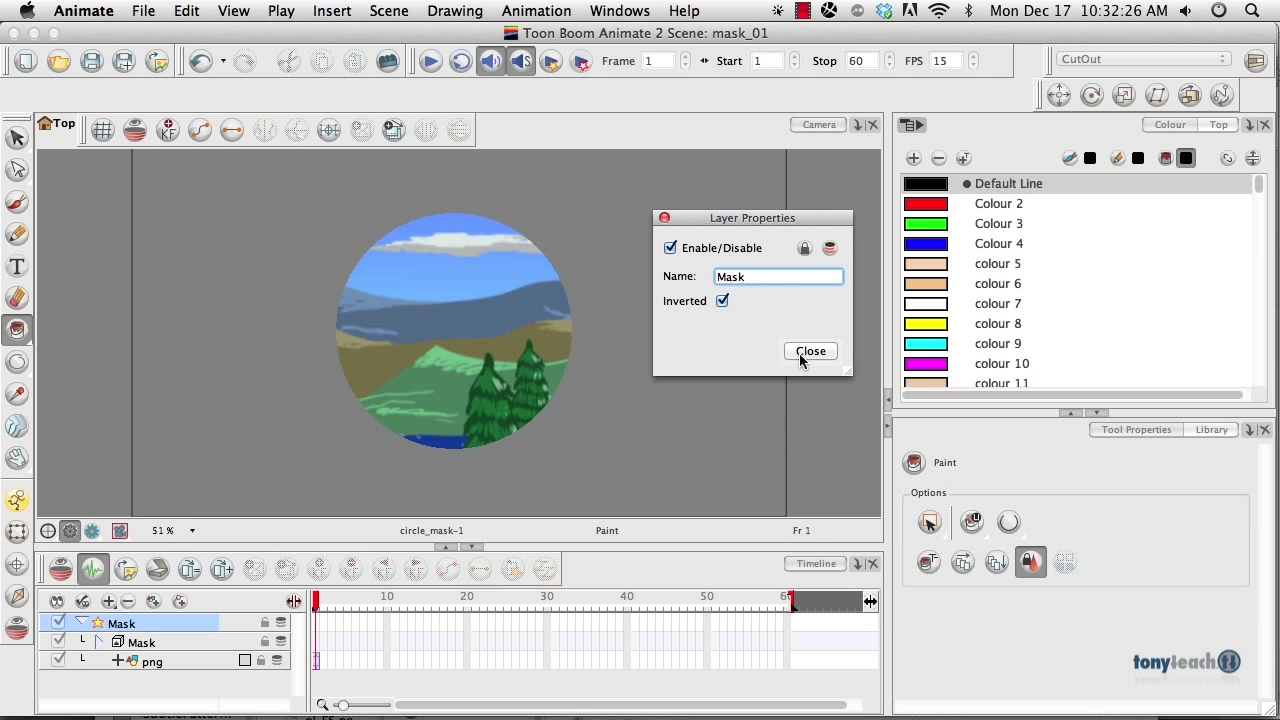 Animate File Edit View Play Insert Scene Drawing Animation Windows Help Mon Dec 17 10:32:26 AM
Toon Boom Animate 2 Scene: mask_01
Frame 1 Start 1 Stop 60 FPS 15 CutOut
Top Camera Colour Top
Default Line
Colour 2
Colour 3
Colour 4
colour 5
colour 6
colour 7
colour 8
colour 9
colour 10
colour 11
Layer Properties
Enable/Disable
Name: Mask
Inverted
Close
Tool Properties Library
Paint
Options
51 % circle_mask-1 Paint Fr 1
Timeline
10 20 30 40 50
Mask
Mask
png
tonyteach